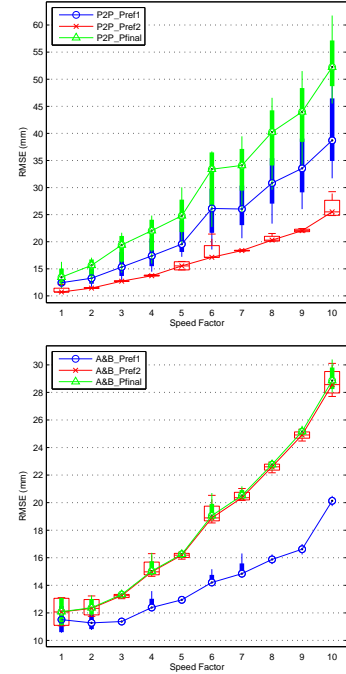 P2P_Pref1
P2P_Pref2
P2P_Pfinal
60
55
50
45
40
35
30
25
20
15
10
RMSE (mm)
1 2 3 4 5 6 7 8 9 10
Speed Factor
A&B_Pref1
A&B_Pref2
A&B_Pfinal
30
28
26
24
22
20
18
16
14
12
10
RMSE (mm)
1 2 3 4 5 6 7 8 9 10
Speed Factor